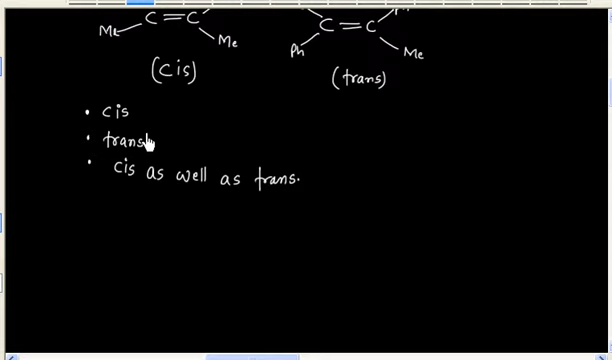 C=C C=C
Me Me Ph Me
(Cis) (trans)
• cis
• trans
• cis as well as trans.